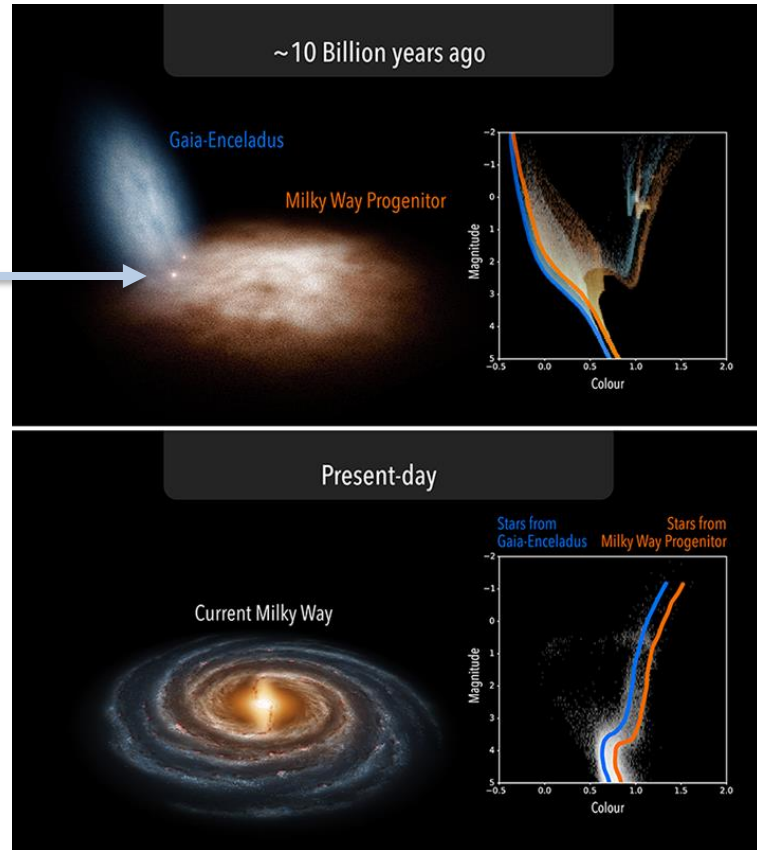 ~10 Billion years ago
Gaia-Enceladus
Milky Way Progenitor
Magnitude
−2
−1
0
1
2
3
4
5
−0.5 0.0 0.5 1.0 1.5 2.0
Colour
Present-day
Current Milky Way
Stars from
Gaia-Enceladus
Stars from
Milky Way Progenitor
Magnitude
−2
−1
0
1
2
3
4
5
−0.5 0.0 0.5 1.0 1.5 2.0
Colour